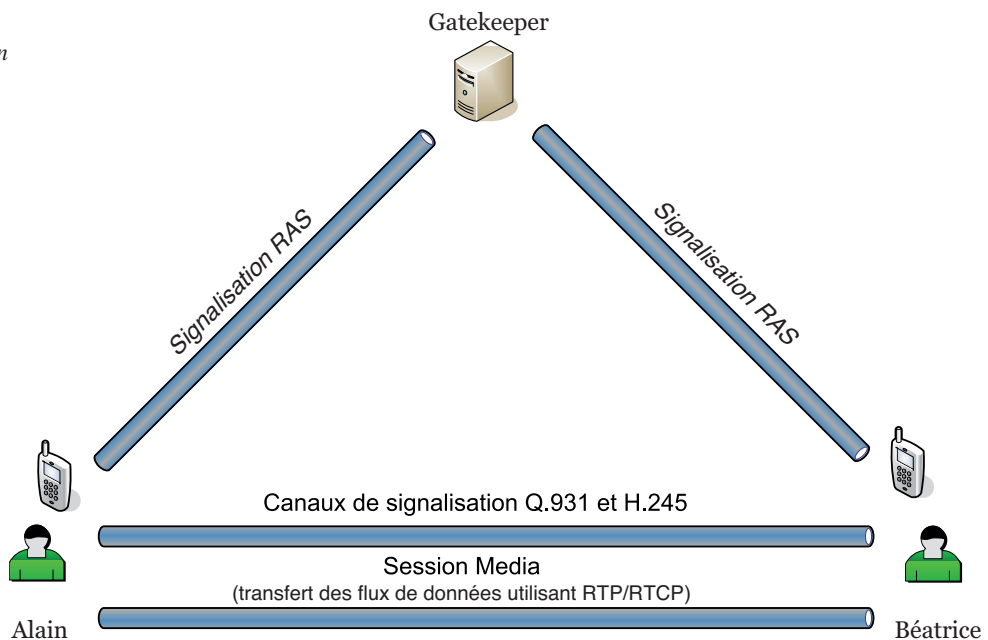 Gatekeeper
n
Signalisation RAS
Signalisation RAS
Canaux de signalisation Q.931 et H.245
Session Media
(transfert des flux de données utilisant RTP/RTCP)
Alain
Béatrice